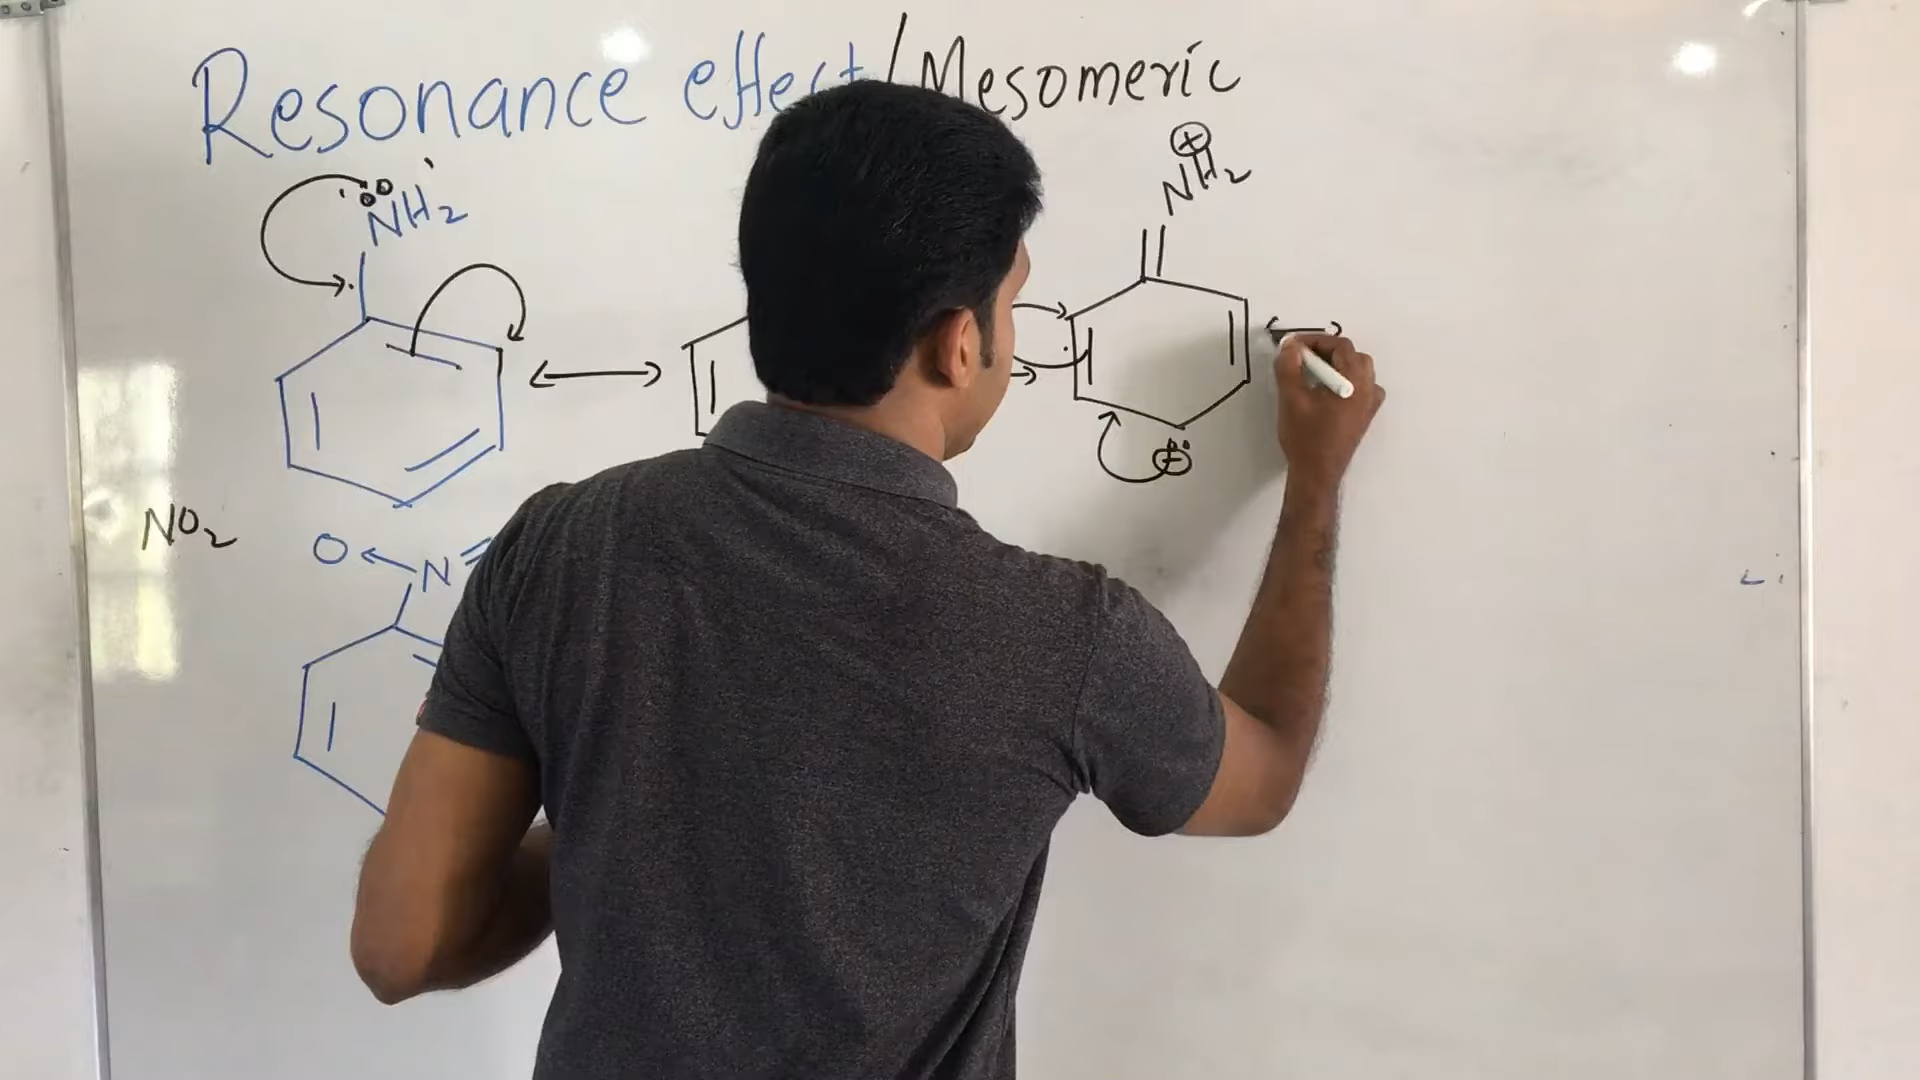 Resonance effect/Mesomeric
NH2
NH2
NO2
O N